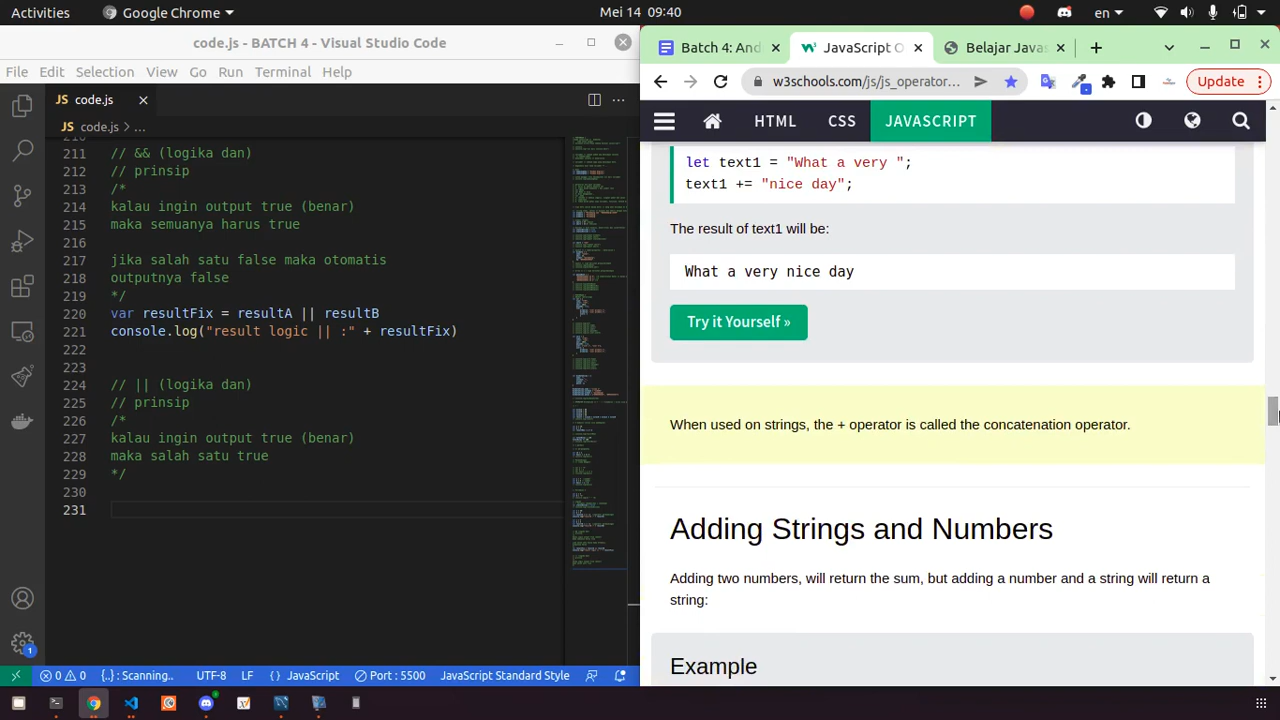 Activities
Google Chrome
Mei 14 09:40
en
code.js - BATCH 4 - Visual Studio Code
File Edit Selection View Go Run Terminal Help
JS code.js
JS code.js > ...
210
211 // && (logika dan)
212 // prinsip
213 /*
214 kalau ingin output true (benar)
215 maka semuanya harus true
216
217 jika salah satu false maka otomatis
218 outputnya false
219 */
220 var resultFix = resultA || resultB
221 console.log("result logic || :" + resultFix)
222
223
224 // || (logika dan)
225 // prinsip
226 /*
227 kalau ingin output true (benar)
228 maka salah satu true
229 */
230
231
1
0 0 {..} : Scanning.. UTF-8 LF {} JavaScript Port : 5500 JavaScript Standard Style
Batch 4: And
JavaScript O
Belajar Javas
w3schools.com/js/js_operator...
Update
HTML CSS JAVASCRIPT
let text1 = "What a very ";
text1 += "nice day";
The result of text1 will be:
What a very nice day
Try it Yourself »
When used on strings, the + operator is called the concatenation operator.
Adding Strings and Numbers
Adding two numbers, will return the sum, but adding a number and a string will return a
string:
Example